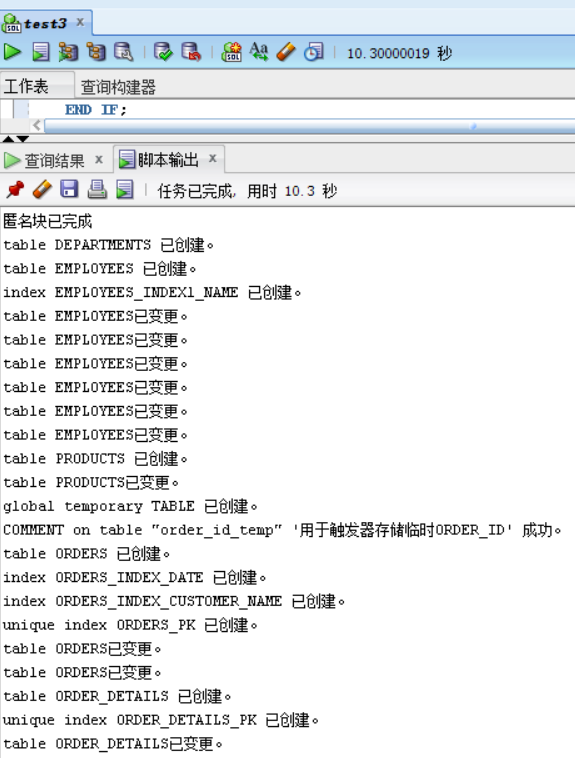 test3
10.30000019 秒
工作表 查询构建器
END IF;
查询结果 脚本输出
任务已完成, 用时 10.3 秒
匿名块已完成
table DEPARTMENTS 已创建。
table EMPLOYEES 已创建。
index EMPLOYEES_INDEX1_NAME 已创建。
table EMPLOYEES已变更。
table EMPLOYEES已变更。
table EMPLOYEES已变更。
table EMPLOYEES已变更。
table EMPLOYEES已变更。
table EMPLOYEES已变更。
table PRODUCTS 已创建。
table PRODUCTS已变更。
global temporary TABLE 已创建。
COMMENT on table "order_id_temp" '用于触发器存储临时ORDER_ID' 成功。
table ORDERS 已创建。
index ORDERS_INDEX_DATE 已创建。
index ORDERS_INDEX_CUSTOMER_NAME 已创建。
unique index ORDERS_PK 已创建。
table ORDERS已变更。
table ORDERS已变更。
table ORDER_DETAILS 已创建。
unique index ORDER_DETAILS_PK 已创建。
table ORDER_DETAILS已变更。